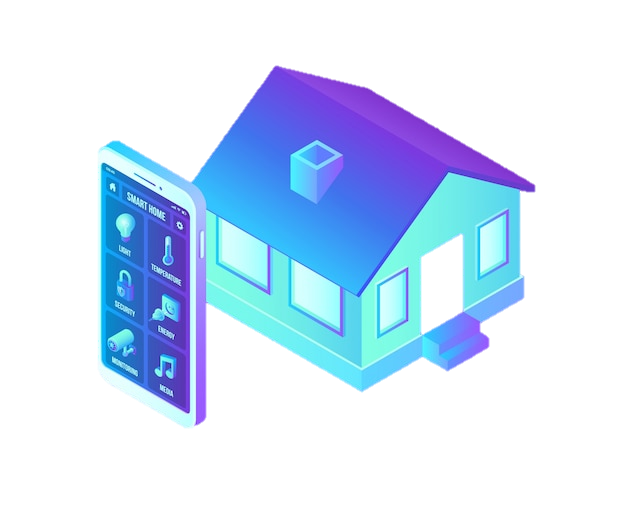 SMART HOME
LIGHT
TEMPERATURE
SECURITY
ENERGY
MONITORING
MEDIA